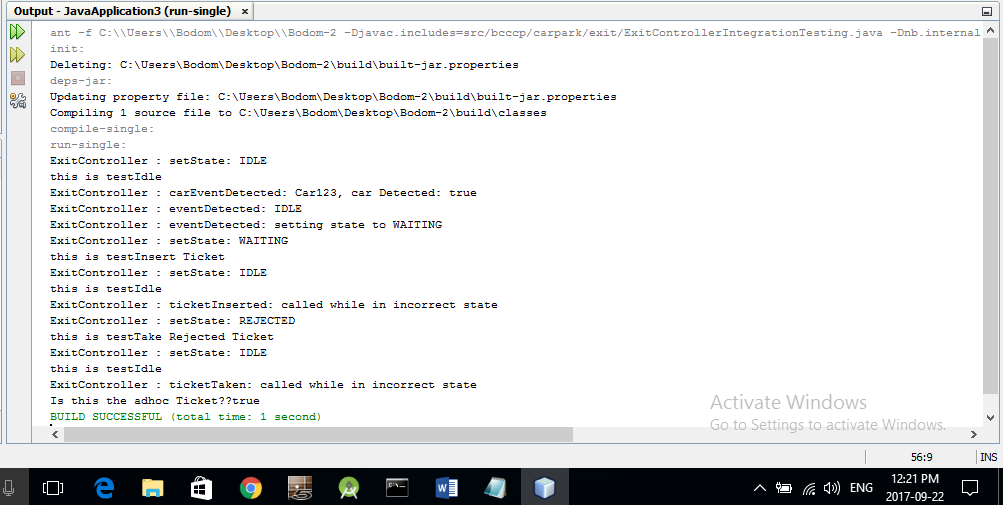 Output - JavaApplication3 (run-single) ×
ant -f C:\\Users\\Bodom\\Desktop\\Bodom-2 -Djavac.includes=src/bcccp/carpark/exit/ExitControllerIntegrationTesting.java -Dnb.internal
init:
Deleting: C:\Users\Bodom\Desktop\Bodom-2\build\built-jar.properties
deps-jar:
Updating property file: C:\Users\Bodom\Desktop\Bodom-2\build\built-jar.properties
Compiling 1 source file to C:\Users\Bodom\Desktop\Bodom-2\build\classes
compile-single:
run-single:
ExitController : setState: IDLE
this is testIdle
ExitController : carEventDetected: Car123, car Detected: true
ExitController : eventDetected: IDLE
ExitController : eventDetected: setting state to WAITING
ExitController : setState: WAITING
this is testInsert Ticket
ExitController : setState: IDLE
this is testIdle
ExitController : ticketInserted: called while in incorrect state
ExitController : setState: REJECTED
this is testTake Rejected Ticket
ExitController : setState: IDLE
this is testIdle
ExitController : ticketTaken: called while in incorrect state
Is this the adhoc Ticket??true
BUILD SUCCESSFUL (total time: 1 second)
Activate Windows
Go to Settings to activate Windows.
56:9 INS
ENG
12:21 PM
2017-09-22